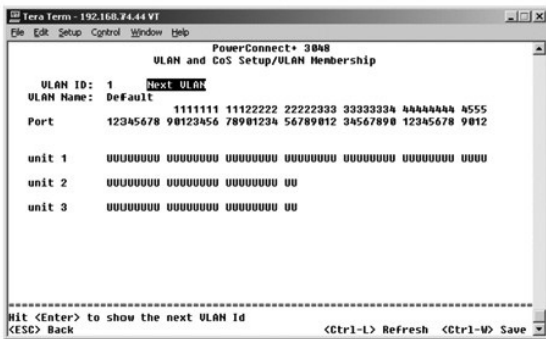 Tera Term - 192.168.74.44 VT
File Edit Setup Control Window Help
PowerConnect+ 3048
VLAN and CoS Setup/VLAN Membership
VLAN ID: 1 Next VLAN
VLAN Name: Default
1111111 11122222 22222333 33333334 44444444 4555
Port 12345678 90123456 78901234 56789012 34567890 12345678 9012
unit 1 UUUUUUUU UUUUUUUU UUUUUUUU UUUUUUUU UUUUUUUU UUUUUUUU UUUU
unit 2 UUUUUUUU UUUUUUUU UUUUUUUU UU
unit 3 UUUUUUUU UUUUUUUU UUUUUUUU UU
Hit <Enter> to show the next VLAN Id
<ESC> Back <Ctrl-L> Refresh <Ctrl-W> Save